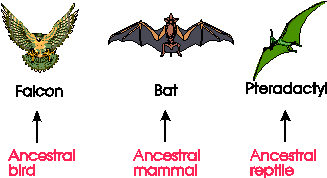 Falcon
Bat
Pteradactyl
Ancestral
bird
Ancestral
mammal
Ancestral
reptile